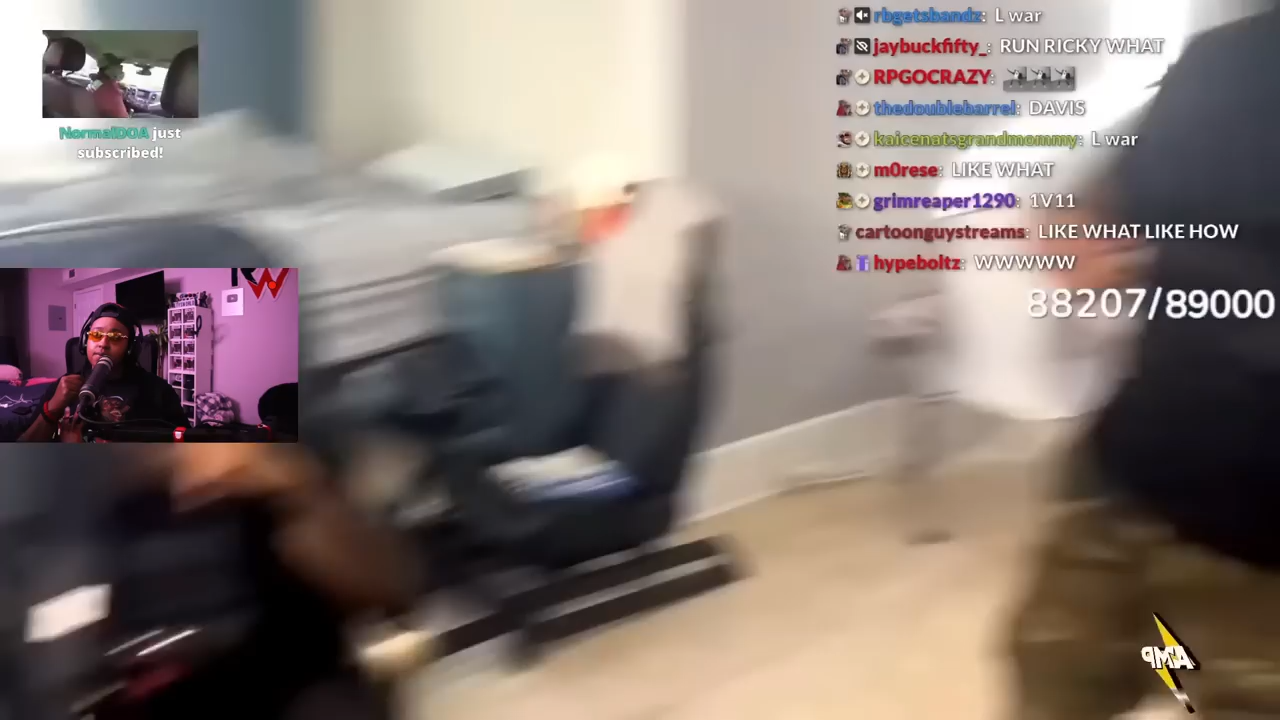 NormalDOA just
subscribed!
rbgetsbandz: L war
jaybuckfifty_: RUN RICKY WHAT
RPGOCRAZY:
thedoublebarrel: DAVIS
kaicenatsgrandmommy: L war
m0rese: LIKE WHAT
grimreaper1290: 1V11
cartoonguystreams: LIKE WHAT LIKE HOW
hypeboltz: WWWWW
88207/89000
RW
AMP